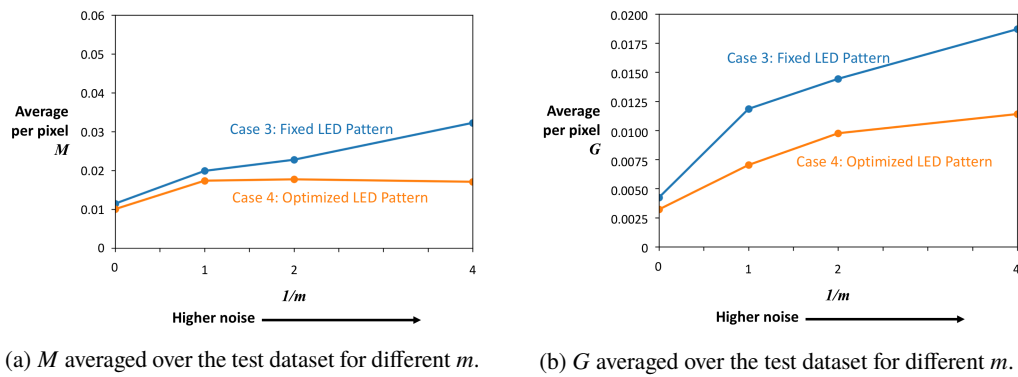 0.06
0.05
0.04
0.03
0.02
0.01
0
Average
per pixel
M
Case 3: Fixed LED Pattern
Case 4: Optimized LED Pattern
0 1 2 4
1/m
Higher noise
(a) M averaged over the test dataset for different m.
0.0200
0.0175
0.0150
0.0125
0.0100
0.0075
0.0050
0.0025
0
Average
per pixel
G
Case 3: Fixed LED Pattern
Case 4: Optimized LED Pattern
0 1 2 4
1/m
Higher noise
(b) G averaged over the test dataset for different m.